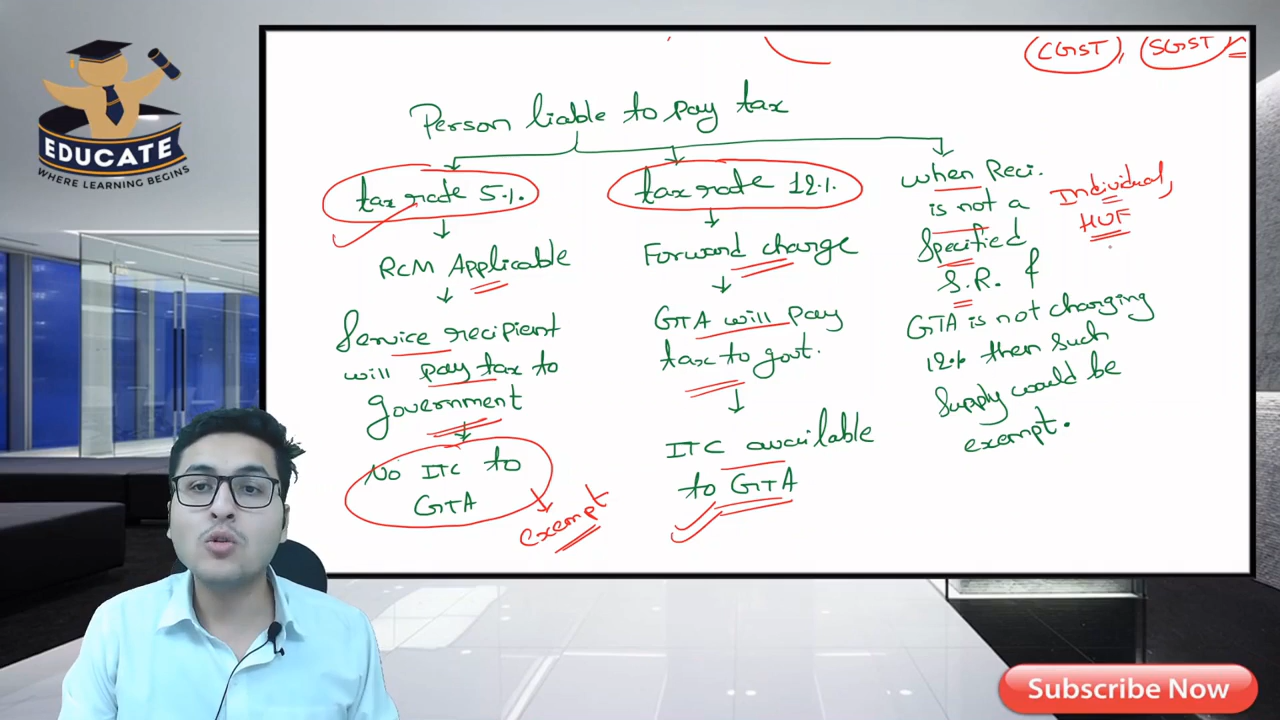 EDUCATE
WHERE LEARNING BEGINS
CGST, SGST
Person liable to pay tax
tax rate 5%.
RCM Applicable
Service recipient
will pay tax to
government
No ITC to
GTA
exempt
tax rate 12%.
Forward charge
GTA will pay
tax to govt.
ITC available
to GTA
when Reci.
is not a
Specified
S.R. &
GTA is not charging
12% then such
Supply would be
exempt.
Individual,
HUF
Subscribe Now